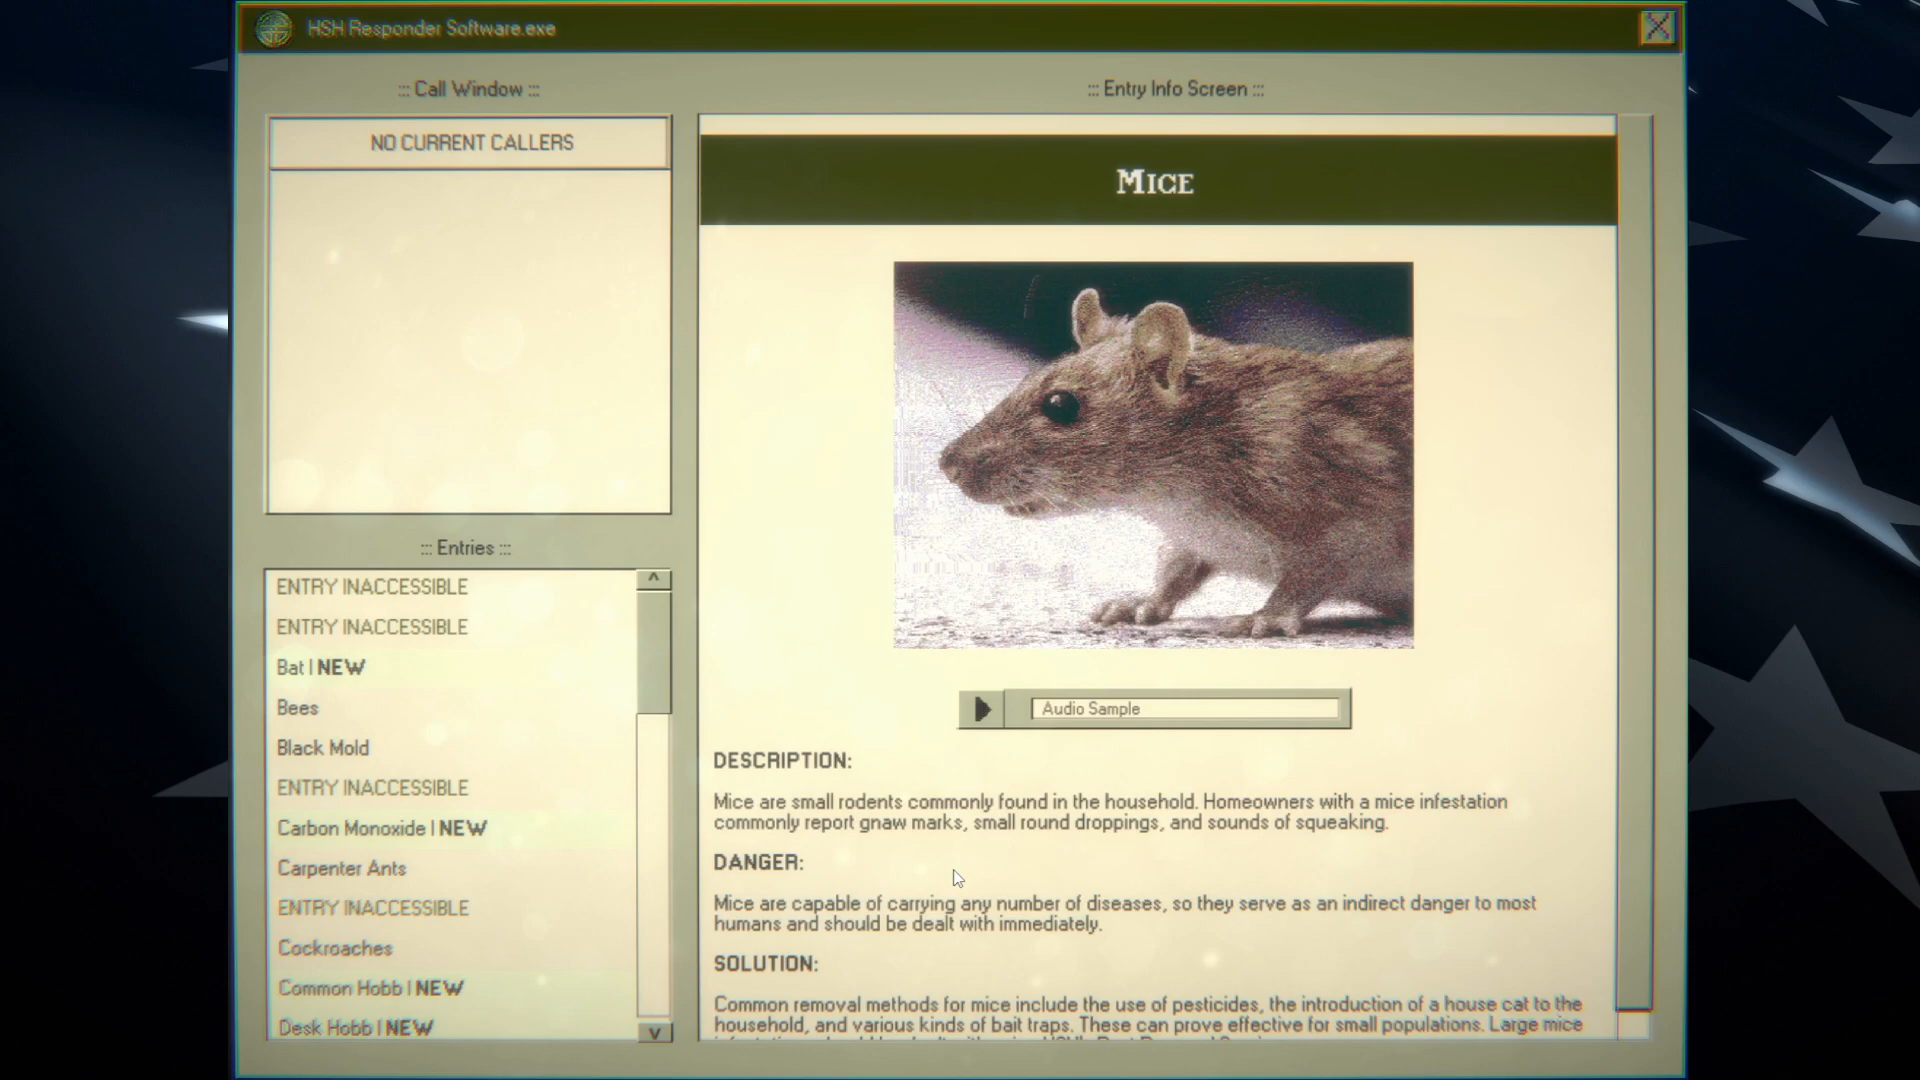 HSH Responder Software.exe
::: Call Window :::
NO CURRENT CALLERS
::: Entries :::
ENTRY INACCESSIBLE
ENTRY INACCESSIBLE
Bat | NEW
Bees
Black Mold
ENTRY INACCESSIBLE
Carbon Monoxide | NEW
Carpenter Ants
ENTRY INACCESSIBLE
Cockroaches
Common Hobb | NEW
Desk Hobb | NEW
::: Entry Info Screen :::
MICE
Audio Sample
DESCRIPTION:
Mice are small rodents commonly found in the household. Homeowners with a mice infestation
commonly report gnaw marks, small round droppings, and sounds of squeaking.
DANGER:
Mice are capable of carrying any number of diseases, so they serve as an indirect danger to most
humans and should be dealt with immediately.
SOLUTION:
Common removal methods for mice include the use of pesticides, the introduction of a house cat to the
household, and various kinds of bait traps. These can prove effective for small populations. Large mice